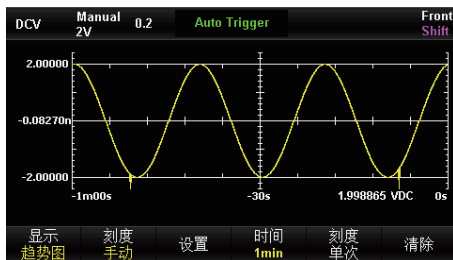 DCV Manual 0.2 Auto Trigger Front
2V Shift
2.00000
-0.08270n
-2.00000
-1m00s -30s 1.998865 VDC 0s
显示 刻度 设置 时间 刻度 清除
趋势图 手动 1min 单次